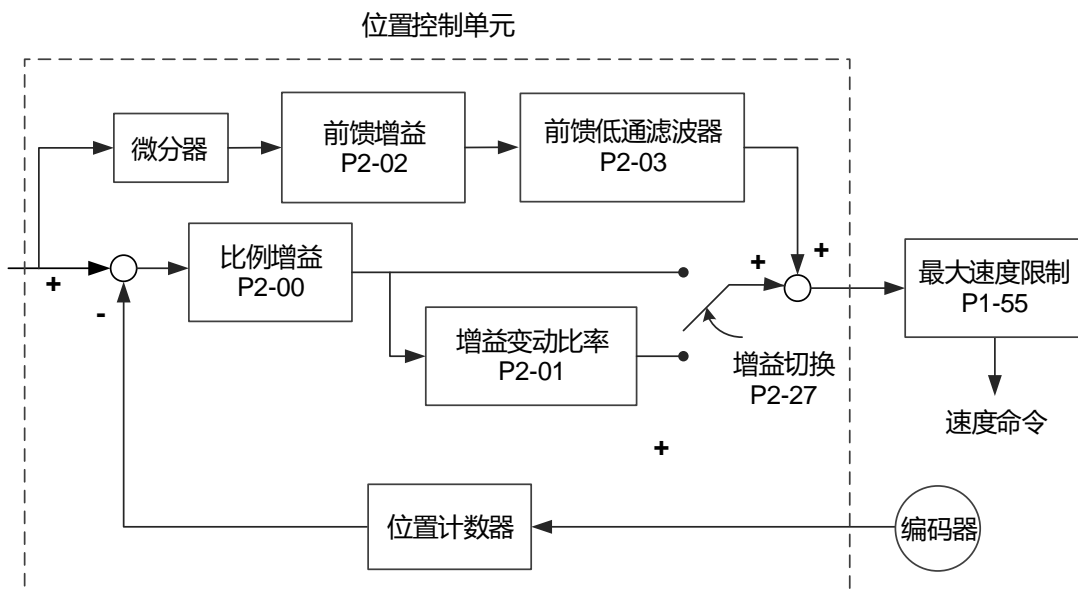 位置控制单元
微分器
前馈增益
P2-02
前馈低通滤波器
P2-03
+
-
比例增益
P2-00
增益变动比率
P2-01
+
+
增益切换
P2-27
最大速度限制
P1-55
速度命令
+
位置计数器
编码器